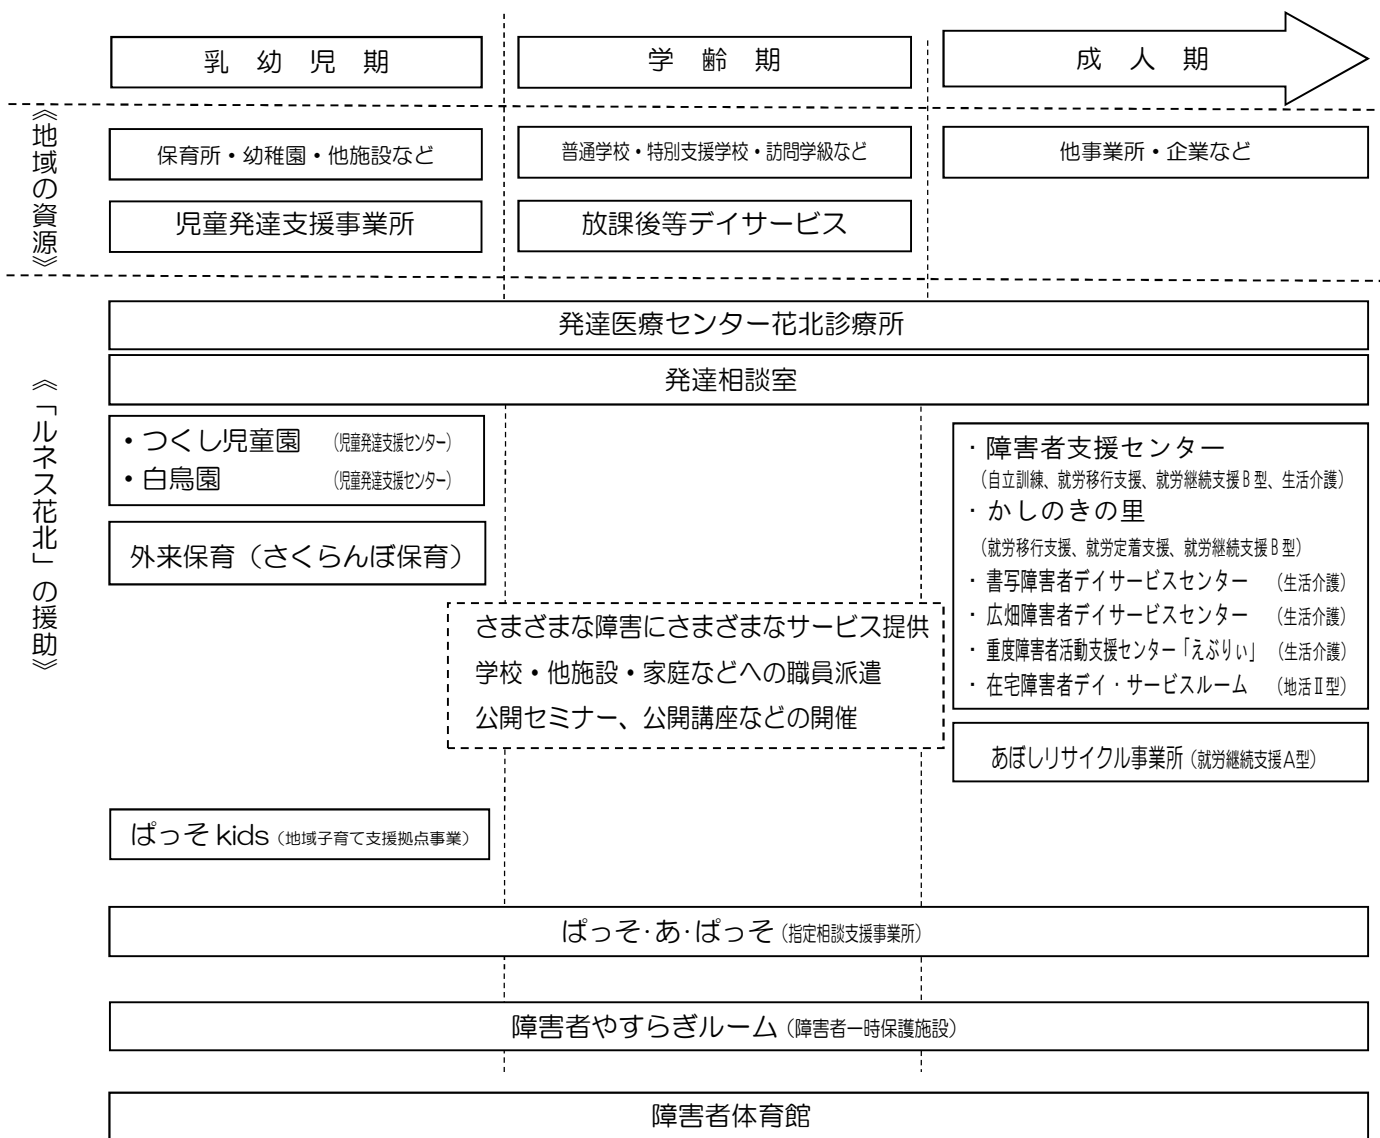 乳幼児期
学齢期
成人期
《地域の資源》
保育所・幼稚園・他施設など
普通学校・特別支援学校・訪問学級など
他事業所・企業など
児童発達支援事業所
放課後等デイサービス
《「ルネス花北」の援助》
発達医療センター花北診療所
発達相談室
・つくし児童園 (児童発達支援センター)
・白鳥園 (児童発達支援センター)
外来保育（さくらんぼ保育）
さまざまな障害にさまざまなサービス提供
学校・他施設・家庭などへの職員派遣
公開セミナー、公開講座などの開催
・障害者支援センター
(自立訓練、就労移行支援、就労継続支援B型、生活介護)
・かしのきの里
(就労移行支援、就労定着支援、就労継続支援B型)
・書写障害者デイサービスセンター (生活介護)
・広畑障害者デイサービスセンター (生活介護)
・重度障害者活動支援センター「えぶりぃ」 (生活介護)
・在宅障害者デイ・サービスルーム (地活Ⅱ型)
あぼしリサイクル事業所 (就労継続支援A型)
ぱっそ kids (地域子育て支援拠点事業)
ぱっそ・あ・ぱっそ (指定相談支援事業所)
障害者やすらぎルーム (障害者一時保護施設)
障害者体育館